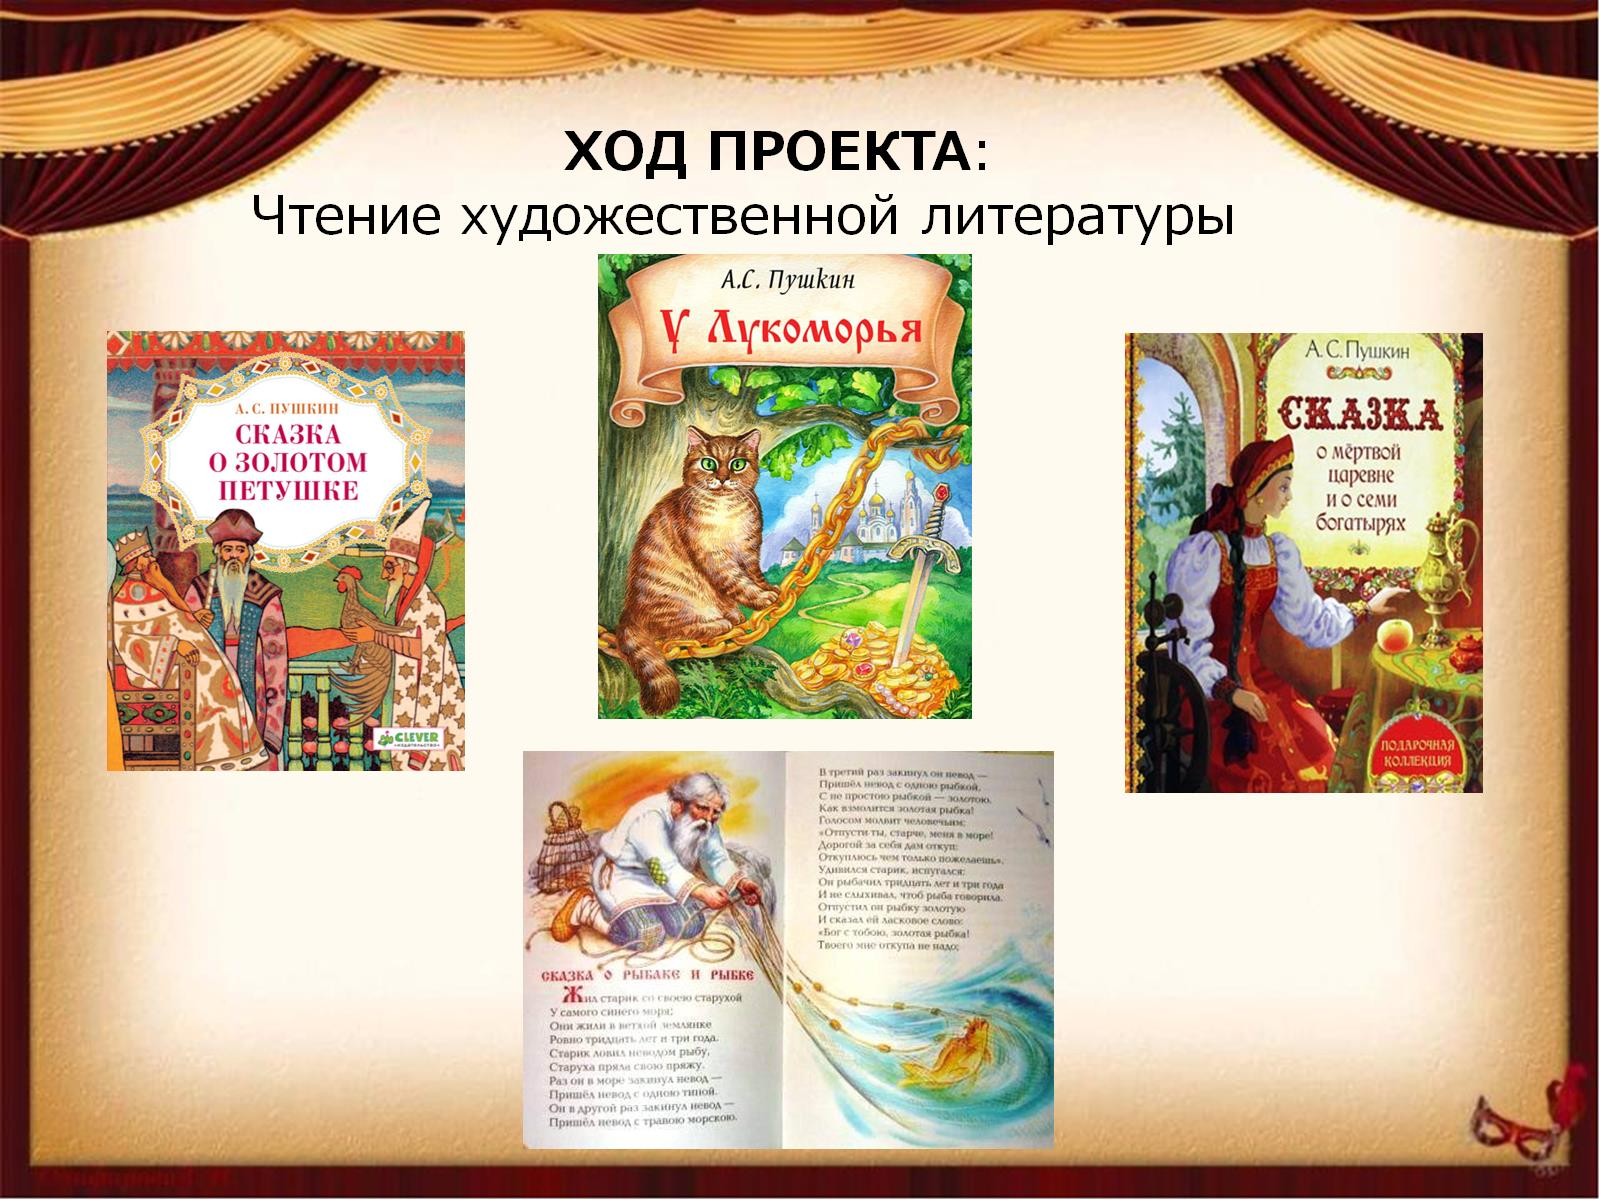 ХОД ПРОЕКТА:
Чтение художественной литературы
А. С. ПУШКИН
СКАЗКА
О ЗОЛОТОМ
ПЕТУШКЕ
CLEVER
ИЗДАТЕЛЬСТВО
А.С. Пушкин
У Лукоморья
А. С. Пушкин
СКАЗКА
о мёртвой
царевне
и о семи
богатырях
ПОДАРОЧНАЯ
КОЛЛЕКЦИЯ
СКАЗКА О РЫБАКЕ И РЫБКЕ
Жил старик со своею старухой
У самого синего моря;
Они жили в ветхой землянке
Ровно тридцать лет и три года.
Старик ловил неводом рыбу,
Старуха пряла свою пряжу.
Раз он в море закинул невод —
Пришёл невод с одною тиной.
Он в другой раз закинул невод —
Пришёл невод с травою морскою.
В третий раз закинул он невод —
Пришёл невод с одною рыбкой,
С не простою рыбкой — золотою.
Как взмолится золотая рыбка!
Голосом молвит человечьим:
«Отпусти ты, старче, меня в море!
Дорогой за себя дам откуп:
Откуплюсь чем только пожелаешь».
Удивился старик, испугался:
Он рыбачил тридцать лет и три года
И не слыхивал, чтоб рыба говорила.
Отпустил он рыбку золотую
И сказал ей ласковое слово:
«Бог с тобою, золотая рыбка!
Твоего мне откупа не надо;